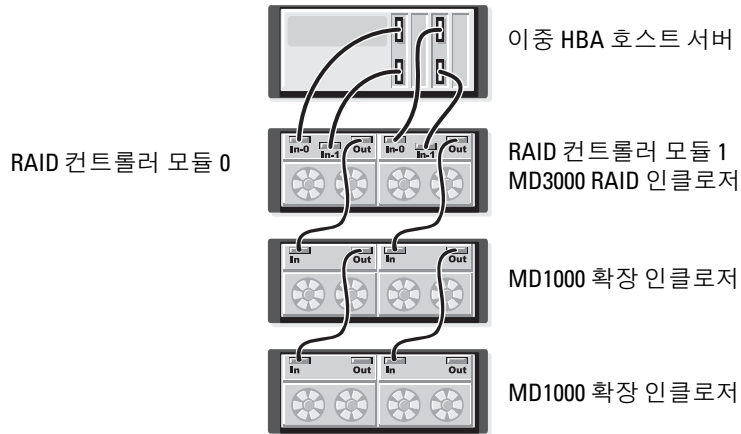 이중 HBA 호스트 서버
In-0 In-1 Out In-0 In-1 Out
RAID 컨트롤러 모듈 0
RAID 컨트롤러 모듈 1
MD3000 RAID 인클로저
In Out In Out
MD1000 확장 인클로저
In Out In Out
MD1000 확장 인클로저